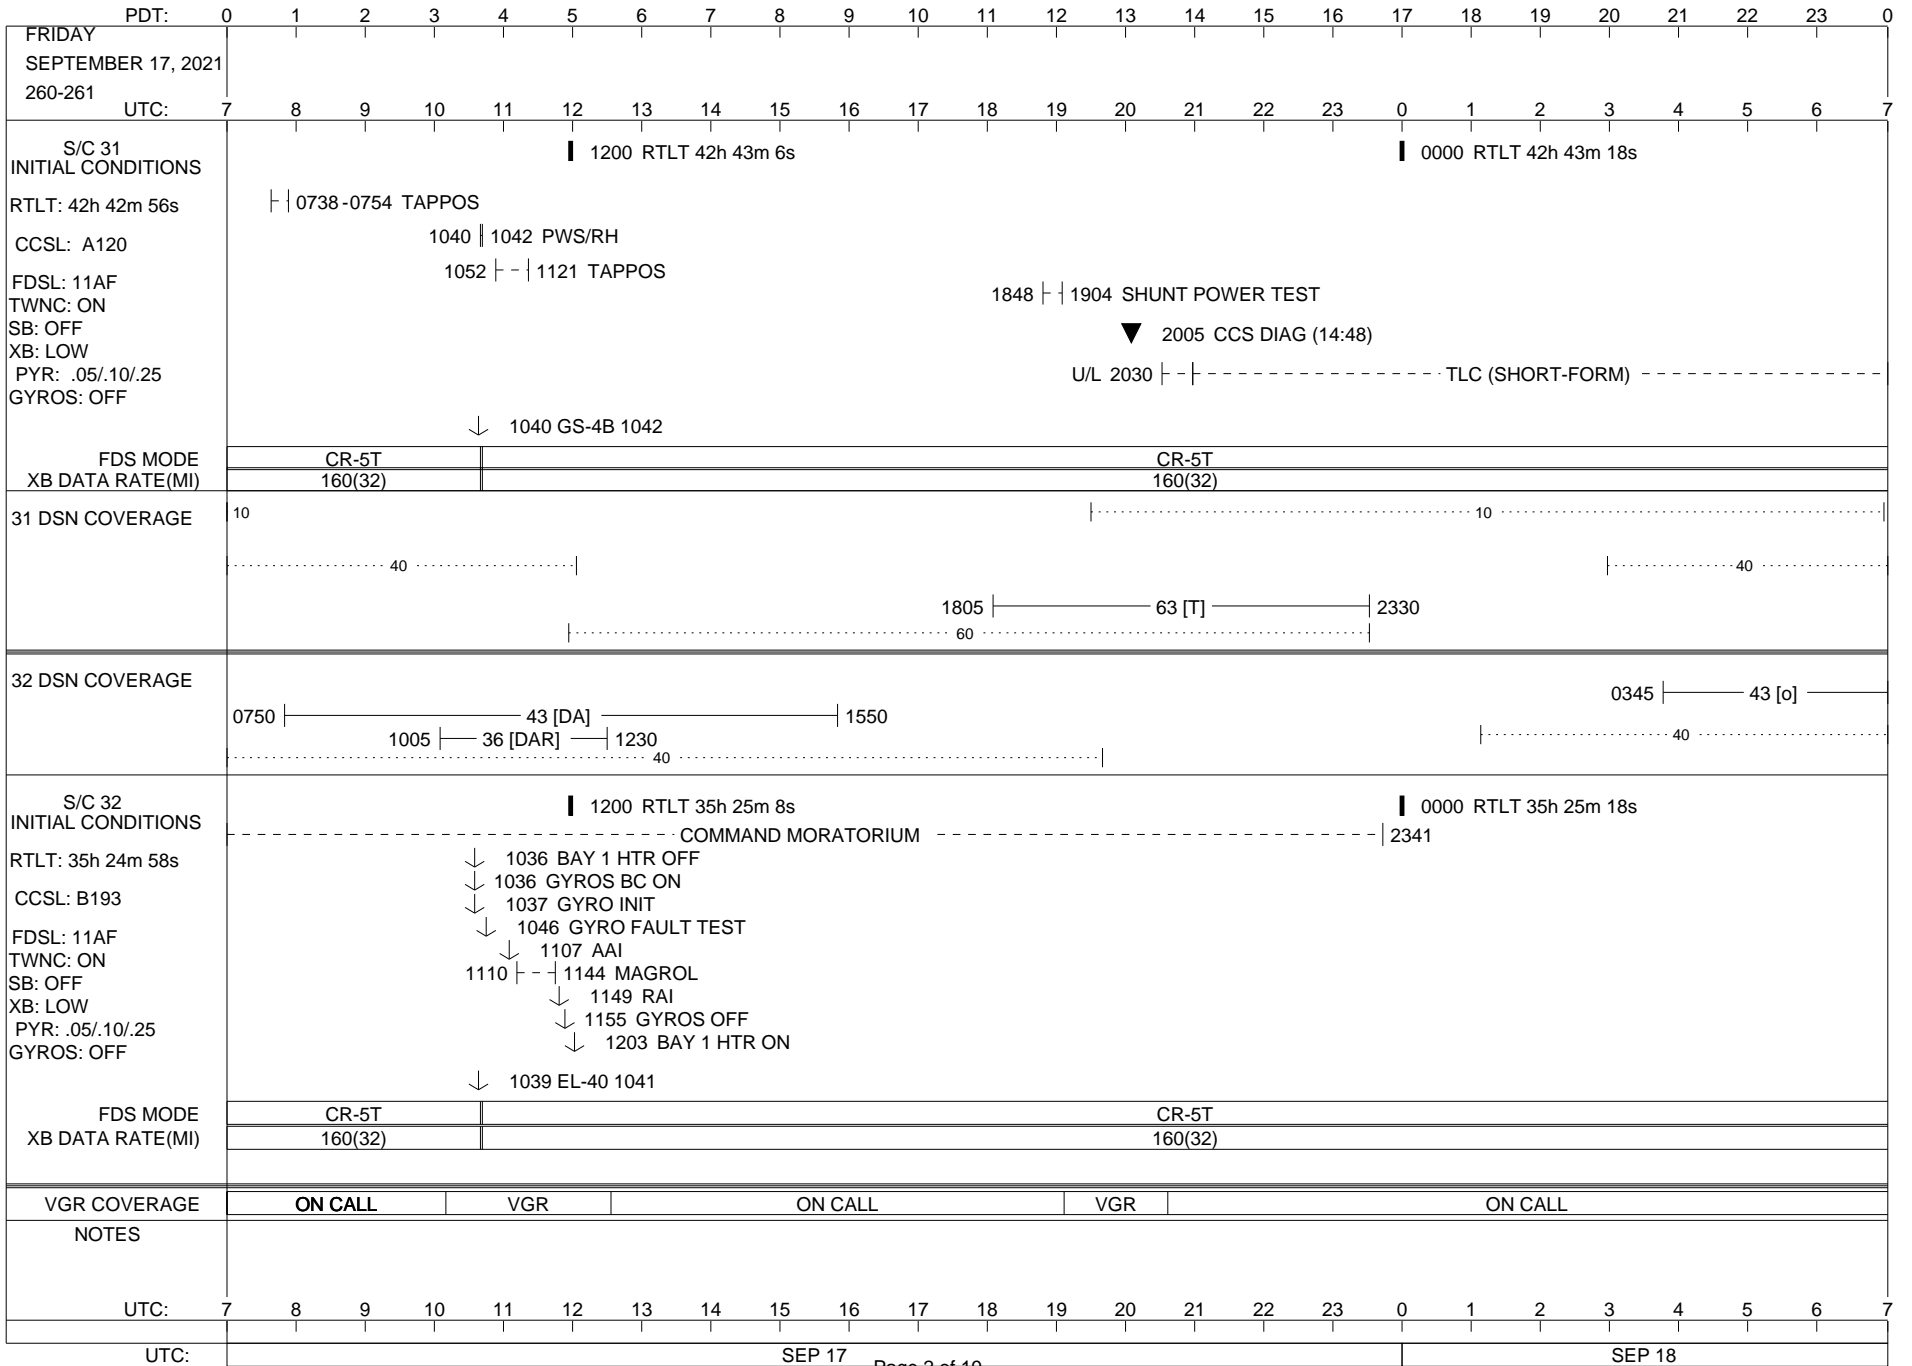 PDT: 0 1 2 3 4 5 6 7 8 9 10 11 12 13 14 15 16 17 18 19 20 21 22 23 0
FRIDAY
SEPTEMBER 17, 2021
260-261
UTC: 7 8 9 10 11 12 13 14 15 16 17 18 19 20 21 22 23 0 1 2 3 4 5 6 7
S/C 31
INITIAL CONDITIONS
1200 RTLT 42h 43m 6s
0000 RTLT 42h 43m 18s
RTLT: 42h 42m 56s
0738-0754 TAPPOS
1040 1042 PWS/RH
CCSL: A120
1052 1121 TAPPOS
FDSL: 11AF
1848 1904 SHUNT POWER TEST
TWNC: ON
SB: OFF
2005 CCS DIAG (14:48)
XB: LOW
PYR: .05/.10/.25
U/L 2030 TLC (SHORT-FORM)
GYROS: OFF
1040 GS-4B 1042
FDS MODE CR-5T CR-5T
XB DATA RATE(MI) 160(32) 160(32)
31 DSN COVERAGE 10 10
40 40
1805 63 [T] 2330
60
32 DSN COVERAGE
0345 43 [o]
0750 43 [DA] 1550
1005 36 [DAR] 1230 40
40
S/C 32
INITIAL CONDITIONS
1200 RTLT 35h 25m 8s
0000 RTLT 35h 25m 18s
COMMAND MORATORIUM 2341
RTLT: 35h 24m 58s
1036 BAY 1 HTR OFF
1036 GYROS BC ON
CCSL: B193
1037 GYRO INIT
1046 GYRO FAULT TEST
FDSL: 11AF
1107 AAI
TWNC: ON
1110 1144 MAGROL
SB: OFF
1149 RAI
XB: LOW
1155 GYROS OFF
PYR: .05/.10/.25
1203 BAY 1 HTR ON
GYROS: OFF
1039 EL-40 1041
FDS MODE CR-5T CR-5T
XB DATA RATE(MI) 160(32) 160(32)
VGR COVERAGE ON CALL VGR ON CALL VGR ON CALL
NOTES
UTC: 7 8 9 10 11 12 13 14 15 16 17 18 19 20 21 22 23 0 1 2 3 4 5 6 7
UTC: SEP 17 SEP 18
Page 2 of 19